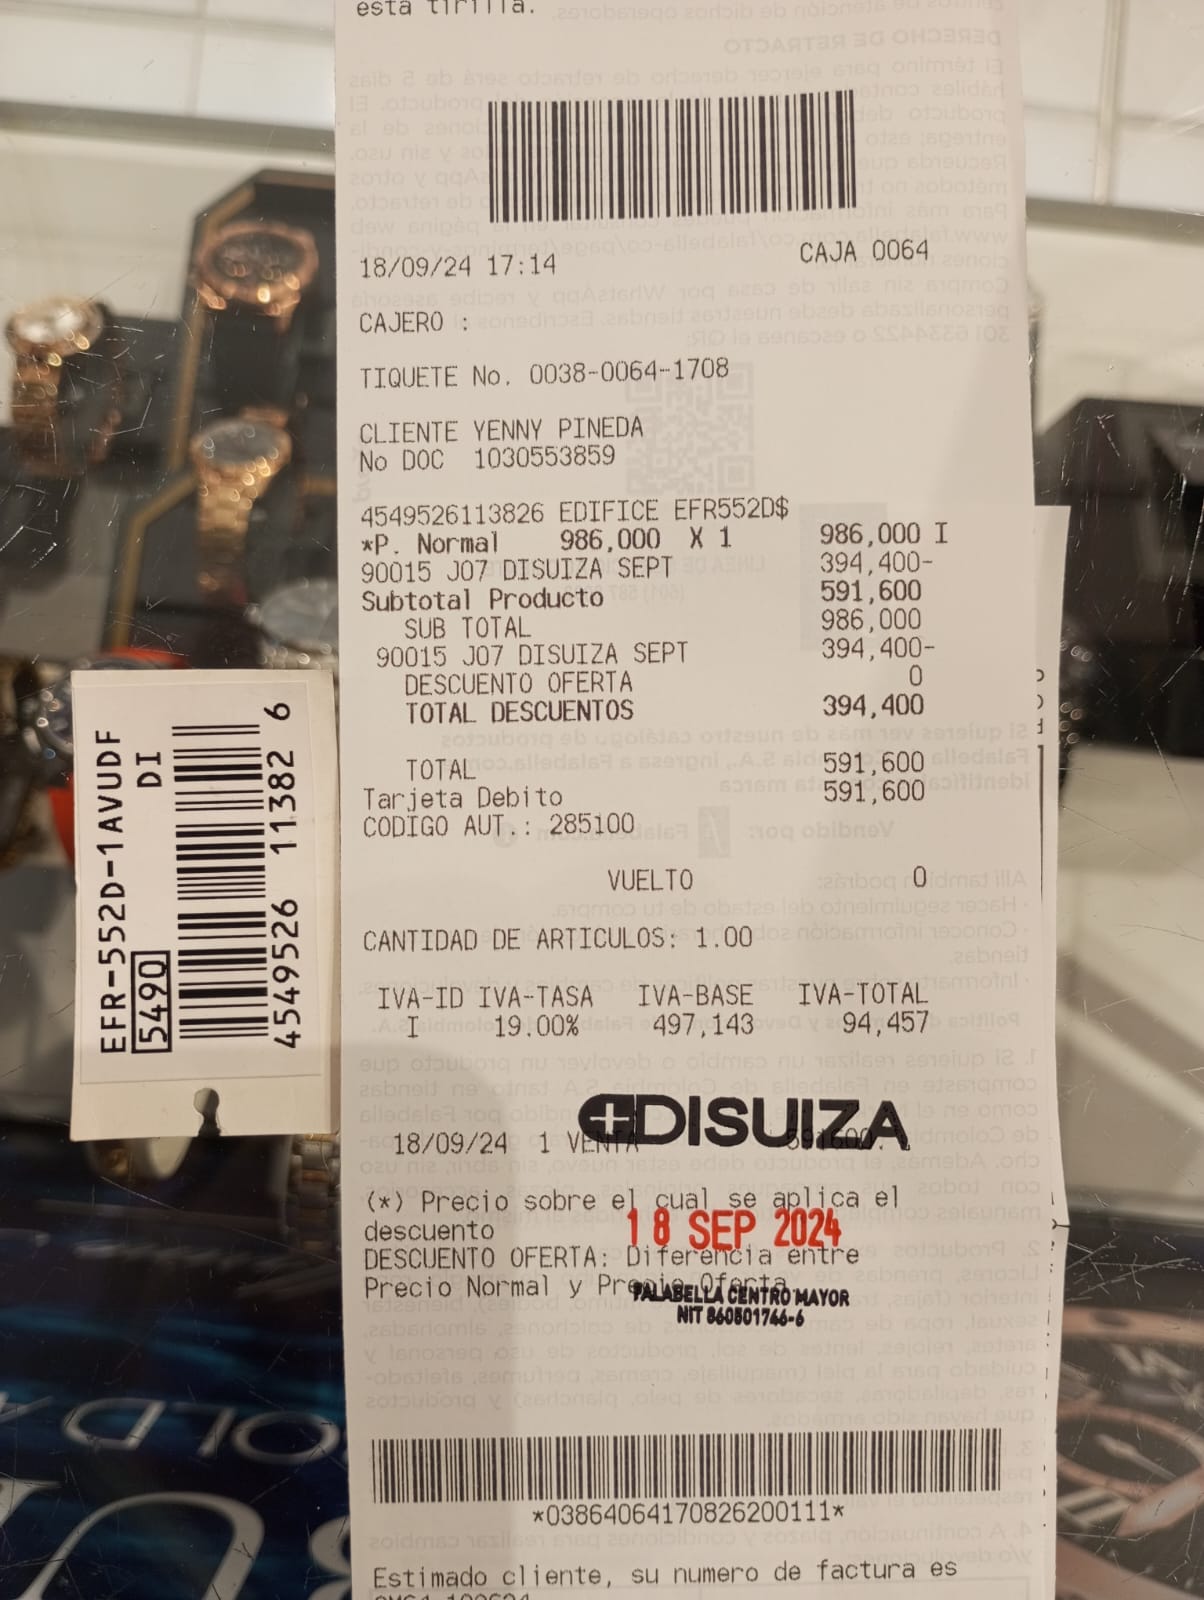 esta tirilla.
18/09/24 17:14 CAJA 0064
CAJERO :
TIQUETE No. 0038-0064-1708
CLIENTE YENNY PINEDA
No DOC 1030553859
4549526113826 EDIFICE EFR552D$
*P. Normal 986,000 X 1 986,000 I
90015 J07 DISUIZA SEPT 394,400-
Subtotal Producto 591,600
SUB TOTAL 986,000
90015 J07 DISUIZA SEPT 394,400-
DESCUENTO OFERTA 0
TOTAL DESCUENTOS 394,400
TOTAL 591,600
Tarjeta Debito 591,600
CODIGO AUT.: 285100
VUELTO 0
CANTIDAD DE ARTICULOS: 1.00
IVA-ID IVA-TASA IVA-BASE IVA-TOTAL
I 19.00% 497,143 94,457
DISUIZA
18/09/24 1 VENTA 591600
(*) Precio sobre el cual se aplica el
descuento
18 SEP 2024
DESCUENTO OFERTA: Diferencia entre
Precio Normal y Precio Oferta
FALABELLA CENTRO MAYOR
NIT 860501746-6
*03864064170826200111*
Estimado cliente, su numero de factura es
EFR-552D-1AVUDF
DI
5490
4549526 11382 6